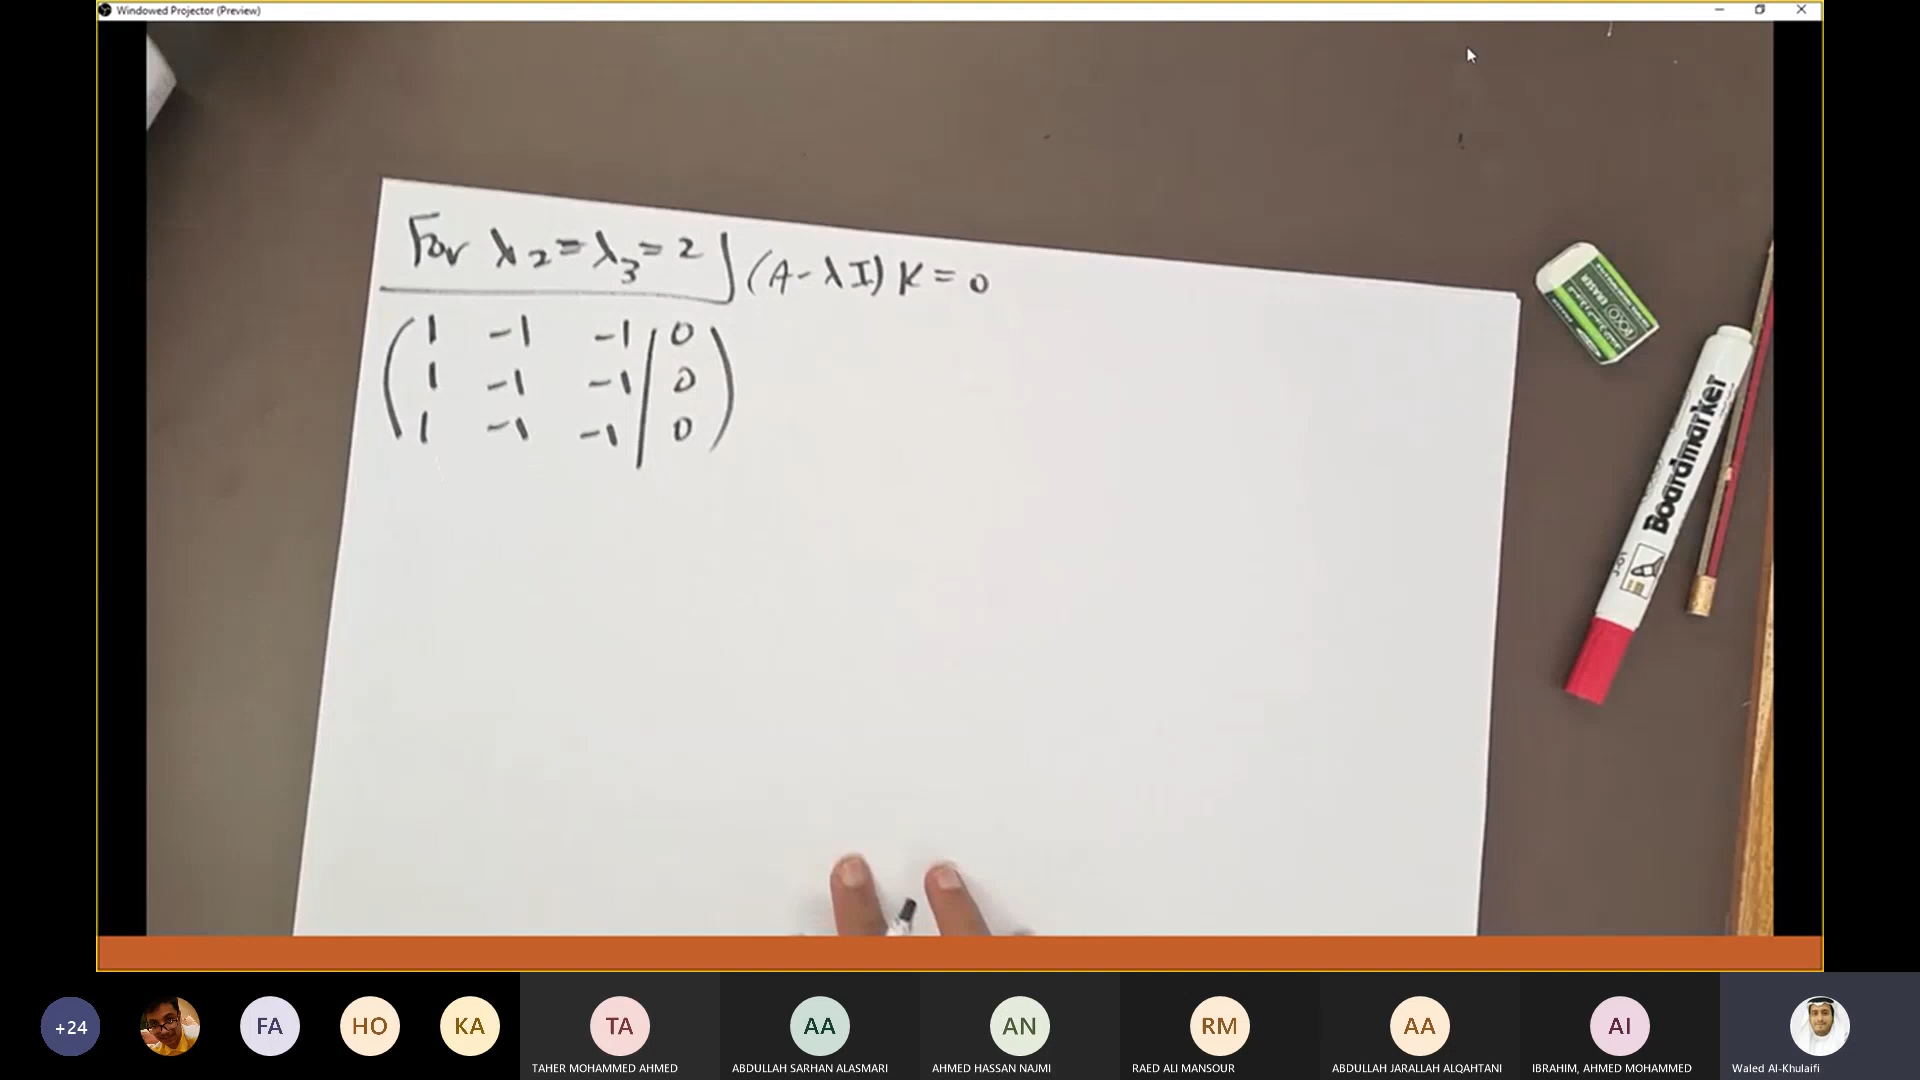 Windowed Projector (Preview)
For λ₂ = λ₃ = 2 (A - λI) K = 0
1 -1 -1 | 0
1 -1 -1 | 0
1 -1 -1 | 0
ERASER
Boardmarker
+24
FA
HO
KA
TA
AA
AN
RM
AA
AI
TAHER MOHAMMED AHMED
ABDULLAH SARHAN ALASMARI
AHMED HASSAN NAJMI
RAED ALI MANSOUR
ABDULLAH JARALLAH ALQAHTANI
IBRAHIM, AHMED MOHAMMED
Waled Al-Khulaifi